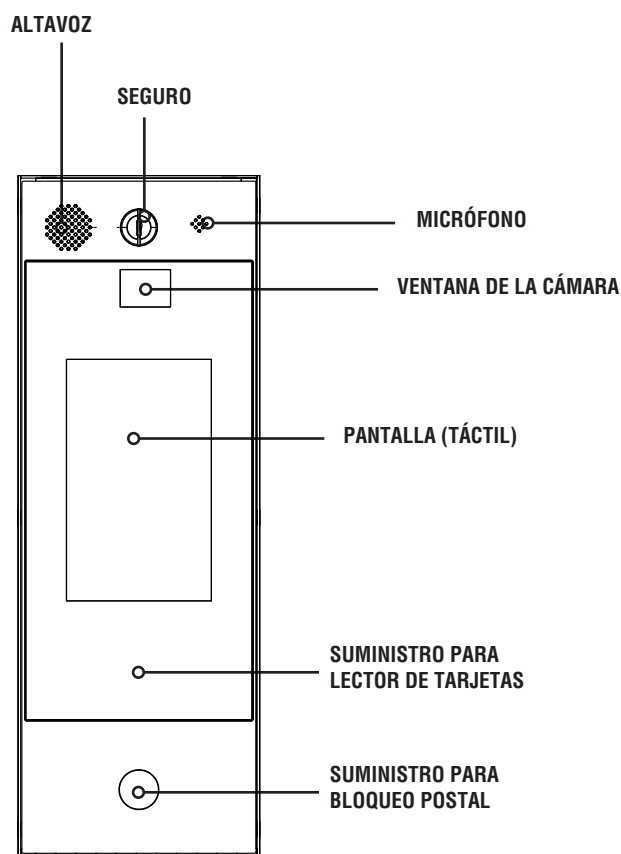 ALTAVOZ
SEGURO
MICRÓFONO
VENTANA DE LA CÁMARA
PANTALLA (TÁCTIL)
SUMINISTRO PARA
LECTOR DE TARJETAS
SUMINISTRO PARA
BLOQUEO POSTAL